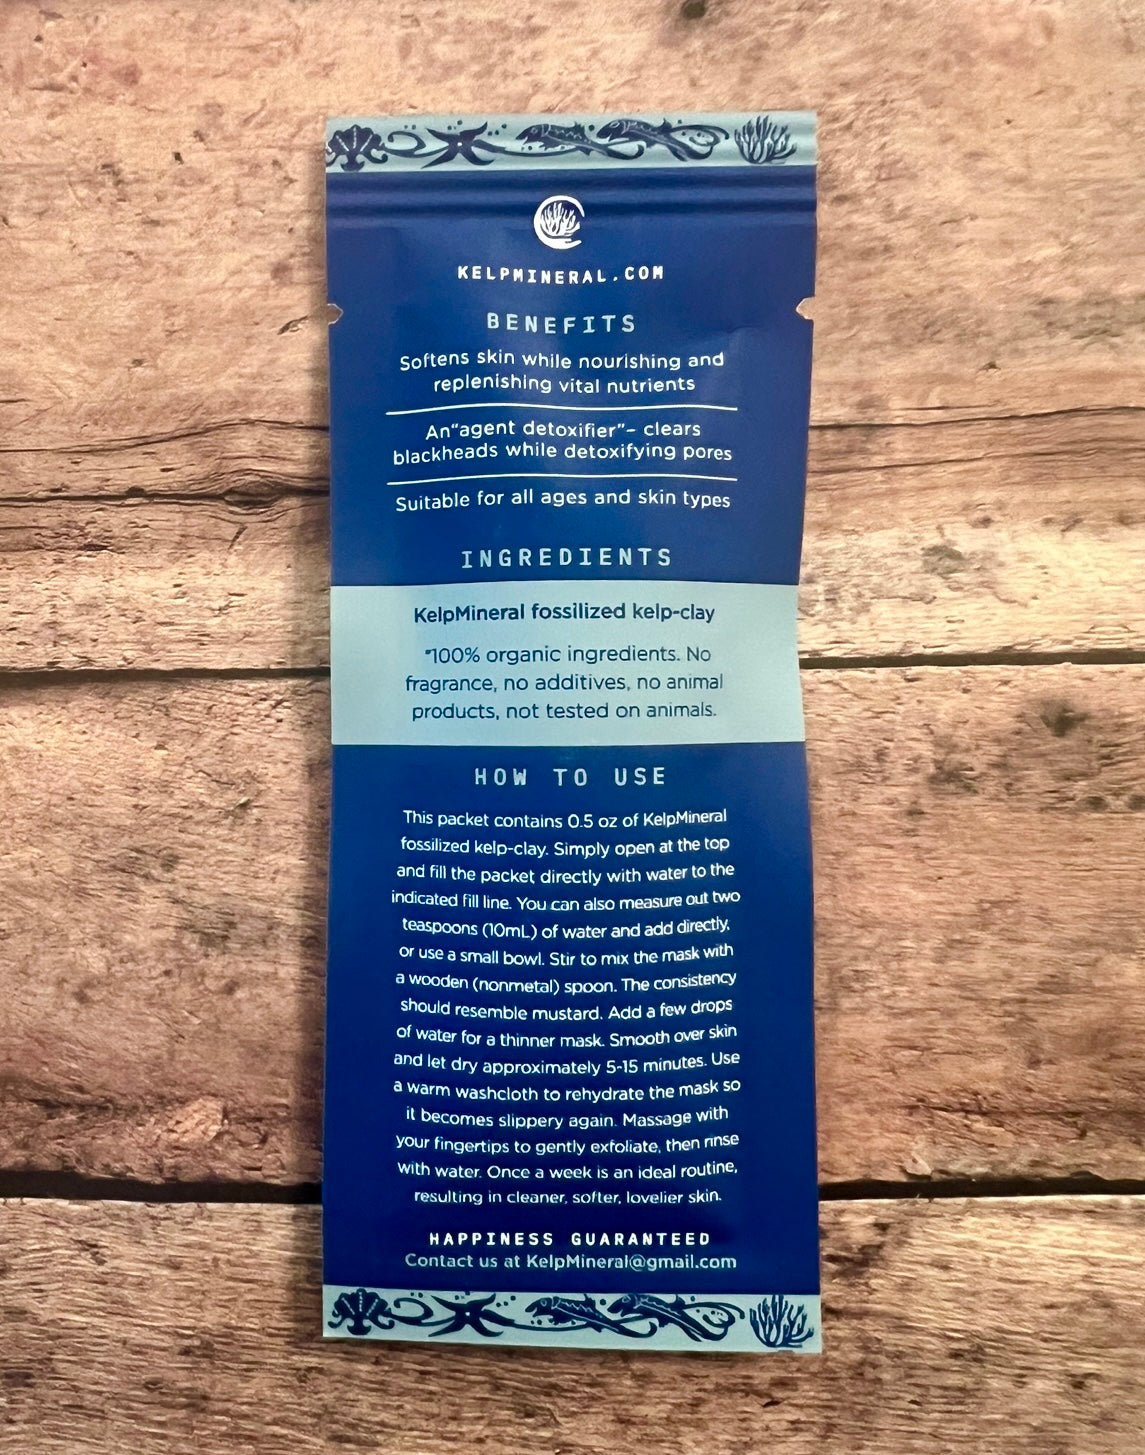 KELPMINERAL.COM
BENEFITS
Softens skin while nourishing and
replenishing vital nutrients
An"agent detoxifier"– clears
blackheads while detoxifying pores
Suitable for all ages and skin types
INGREDIENTS
KelpMineral fossilized kelp-clay
*100% organic ingredients. No
fragrance, no additives, no animal
products, not tested on animals.
HOW TO USE
This packet contains 0.5 oz of KelpMineral
fossilized kelp-clay. Simply open at the top
and fill the packet directly with water to the
indicated fill line. You can also measure out two
teaspoons (10mL) of water and add directly,
or use a small bowl. Stir to mix the mask with
a wooden (nonmetal) spoon. The consistency
should resemble mustard. Add a few drops
of water for a thinner mask. Smooth over skin
and let dry approximately 5-15 minutes. Use
a warm washcloth to rehydrate the mask so
it becomes slippery again. Massage with
your fingertips to gently exfoliate, then rinse
with water. Once a week is an ideal routine,
resulting in cleaner, softer, lovelier skin.
HAPPINESS GUARANTEED
Contact us at KelpMineral@gmail.com